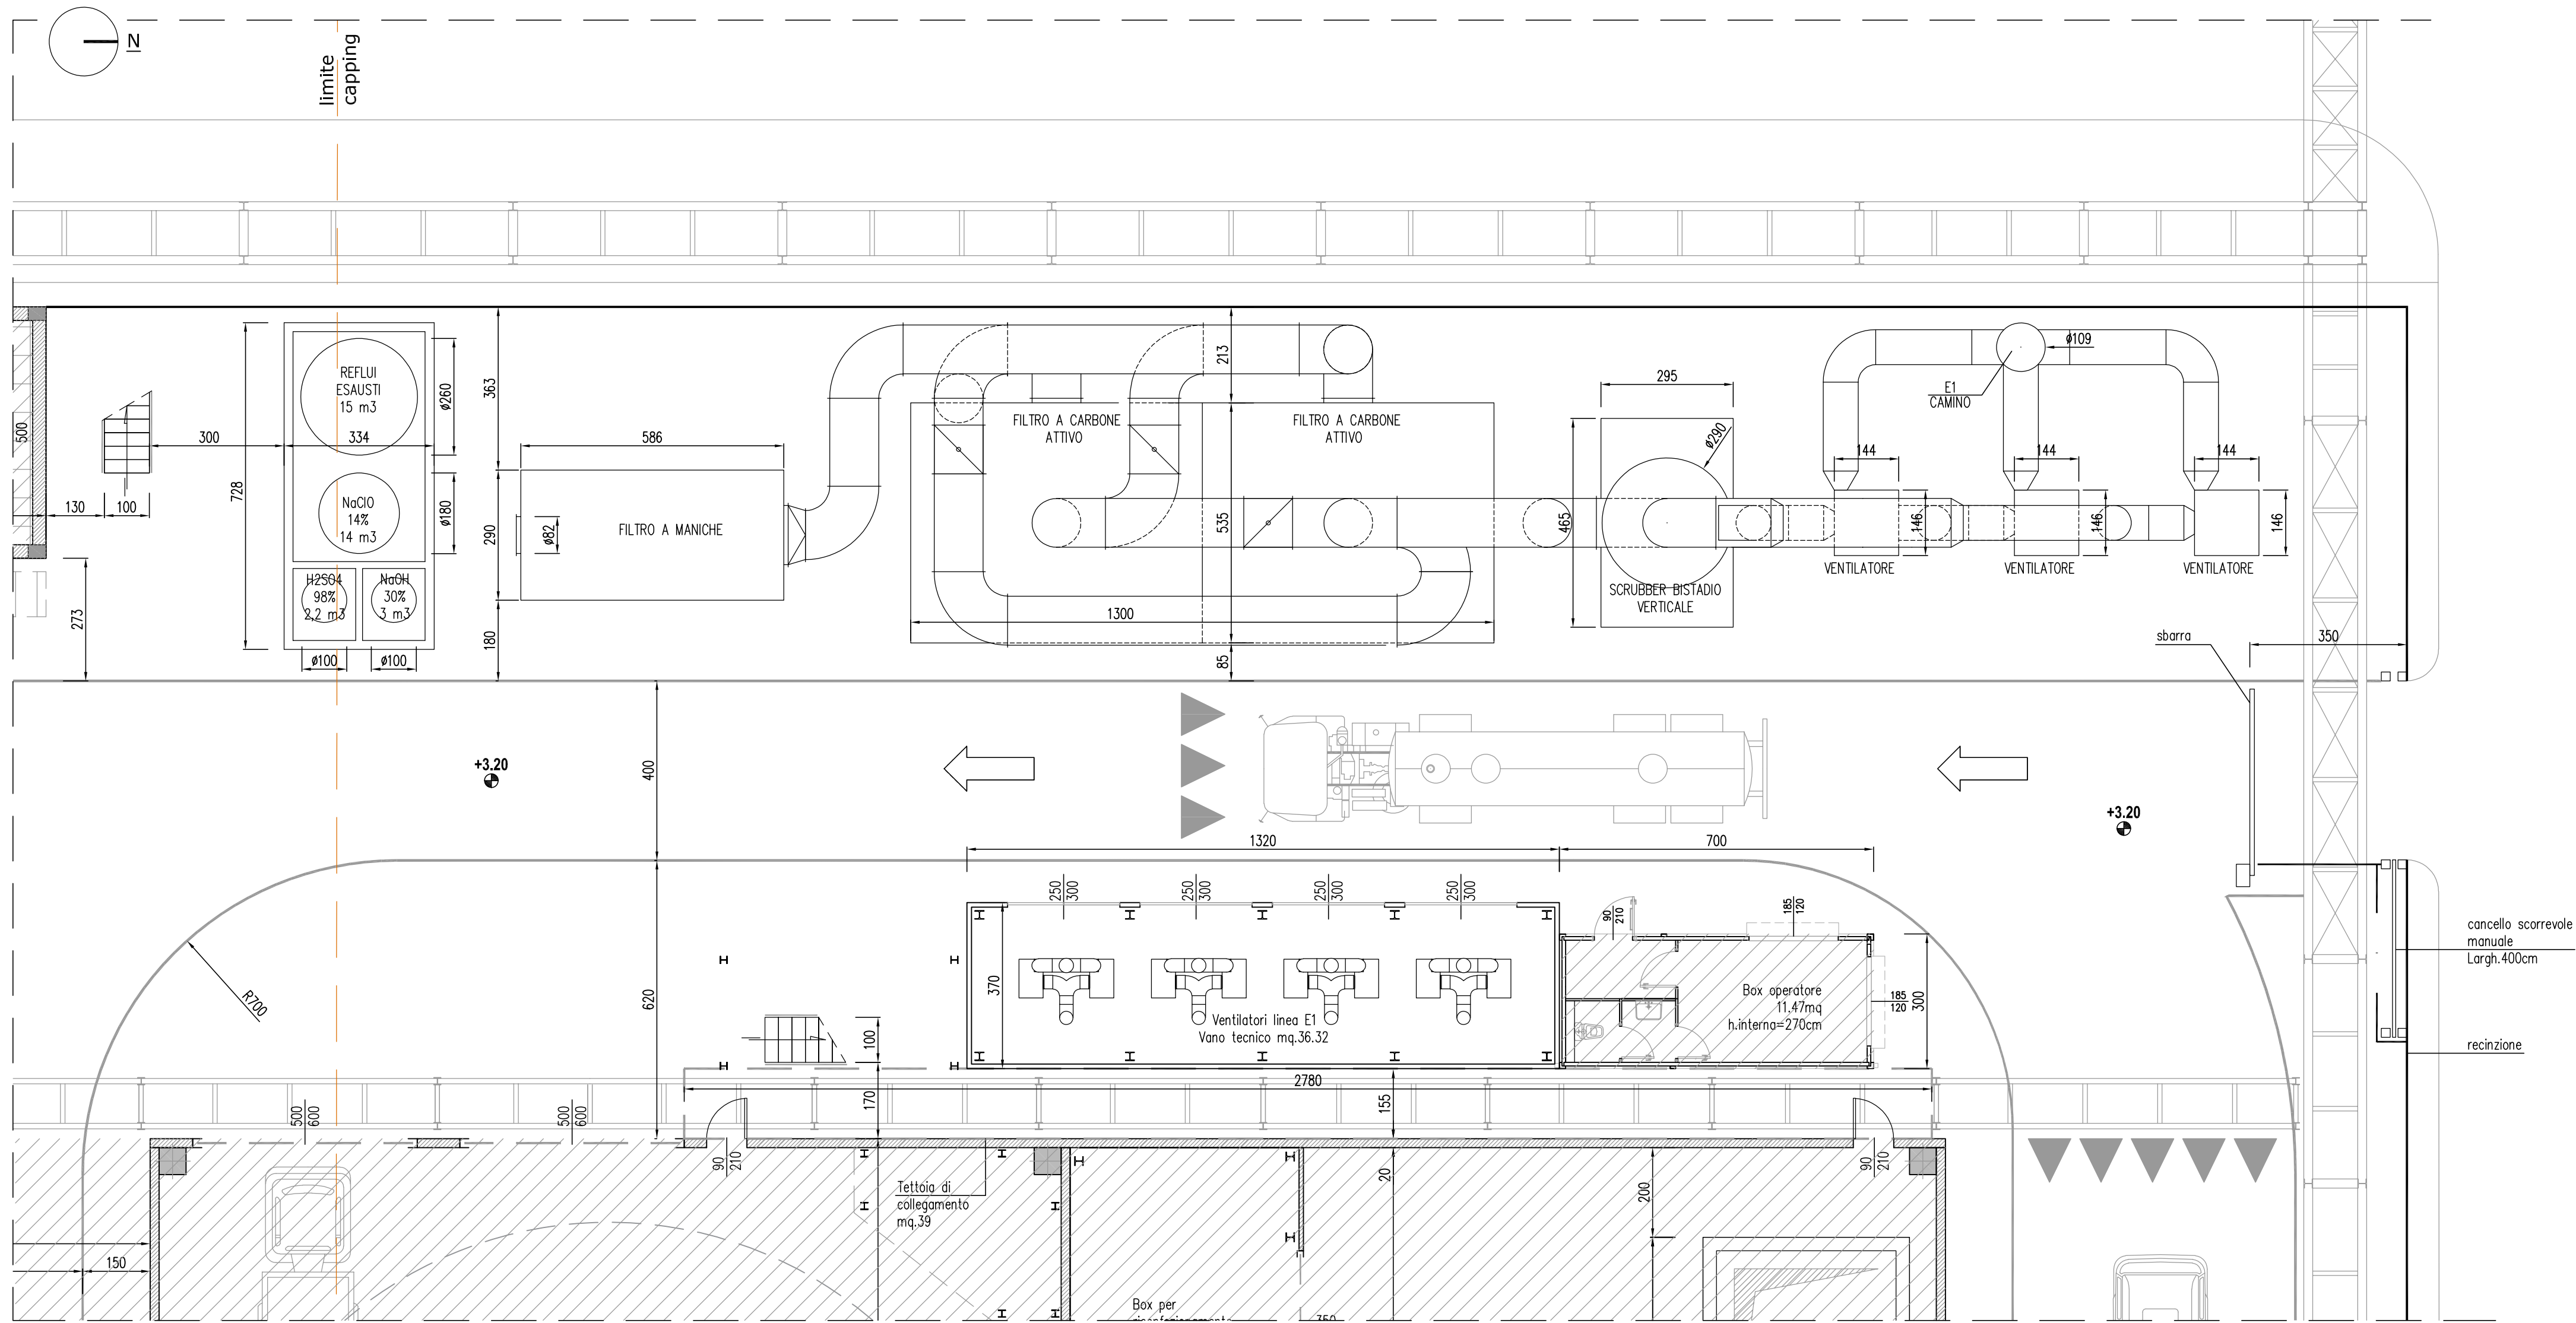 N
limite
capping
500
130
100
300
273
728
334
REFLUI
ESAUSTI
15 m3
ø260
NaClO
14%
14 m3
ø180
H2SO4
98%
2,2 m3
NaOH
30%
3 m3
ø100
ø100
363
290
180
586
ø82
FILTRO A MANICHE
213
FILTRO A CARBONE
ATTIVO
FILTRO A CARBONE
ATTIVO
535
1300
85
295
ø290
465
SCRUBBER BISTADIO
VERTICALE
E1
CAMINO
ø109
144
144
144
146
146
146
VENTILATORE
VENTILATORE
VENTILATORE
sbarra
350
+3.20
400
+3.20
1320
700
250
300
250
300
250
300
250
300
90
210
185
120
370
Ventilatori linea E1
Vano tecnico mq.36.32
Box operatore
11.47mq
h.interna=270cm
185
120
300
cancello scorrevole
manuale
Largh.400cm
recinzione
R700
620
100
170
2780
155
500
600
500
600
90
210
90
210
Tettoia di
collegamento
mq.39
20
200
150
Box per
350